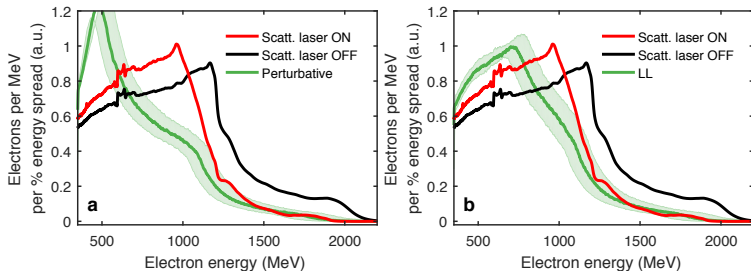 Electrons per MeV
per % energy spread (a.u.)
1.2
1
0.8
0.6
0.4
0.2
0
Scatt. laser ON
Scatt. laser OFF
Perturbative
a
500
1000
1500
2000
Electron energy (MeV)
Electrons per MeV
per % energy spread (a.u.)
1.2
1
0.8
0.6
0.4
0.2
0
Scatt. laser ON
Scatt. laser OFF
LL
b
500
1000
1500
2000
Electron energy (MeV)